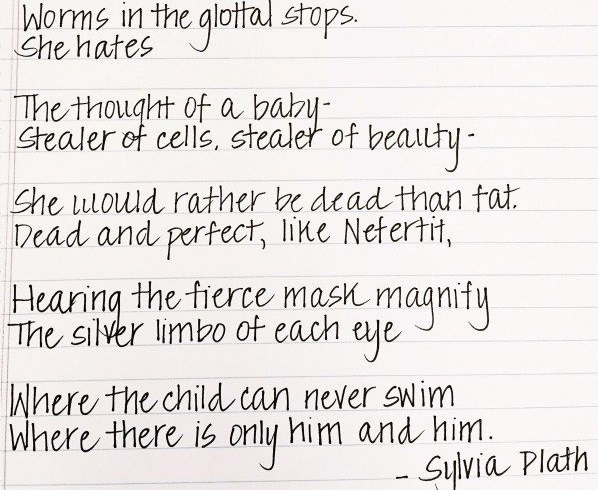 Worms in the glottal stops.
She hates
The thought of a baby-
Stealer of cells, stealer of beauty-
She would rather be dead than fat.
Dead and perfect, like Nefertit,
Hearing the fierce mask magnify
The silver limbo of each eye
Where the child can never swim
Where there is only him and him.
- Sylvia Plath